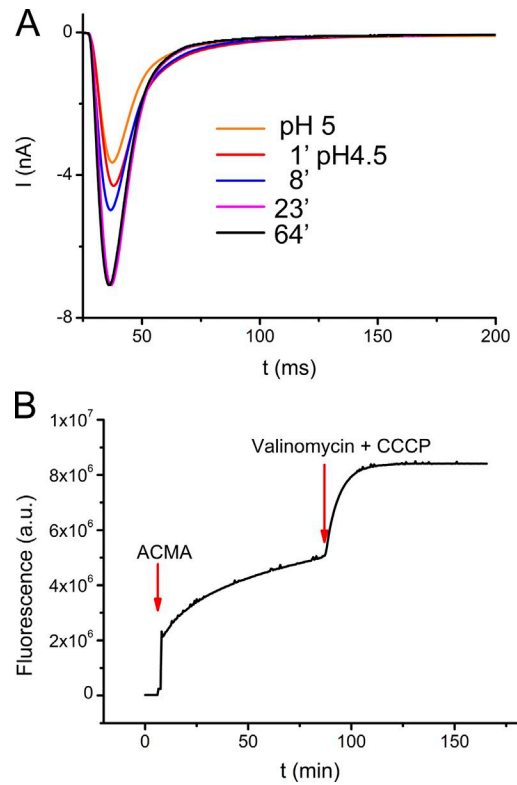 A
0
-4
-8
I (nA)
pH 5
1' pH4.5
8'
23'
64'
50
100
150
200
t (ms)
B
1x10⁷
8x10⁶
6x10⁶
4x10⁶
2x10⁶
0
Fluorescence (a.u.)
Valinomycin + CCCP
ACMA
0
50
100
150
t (min)